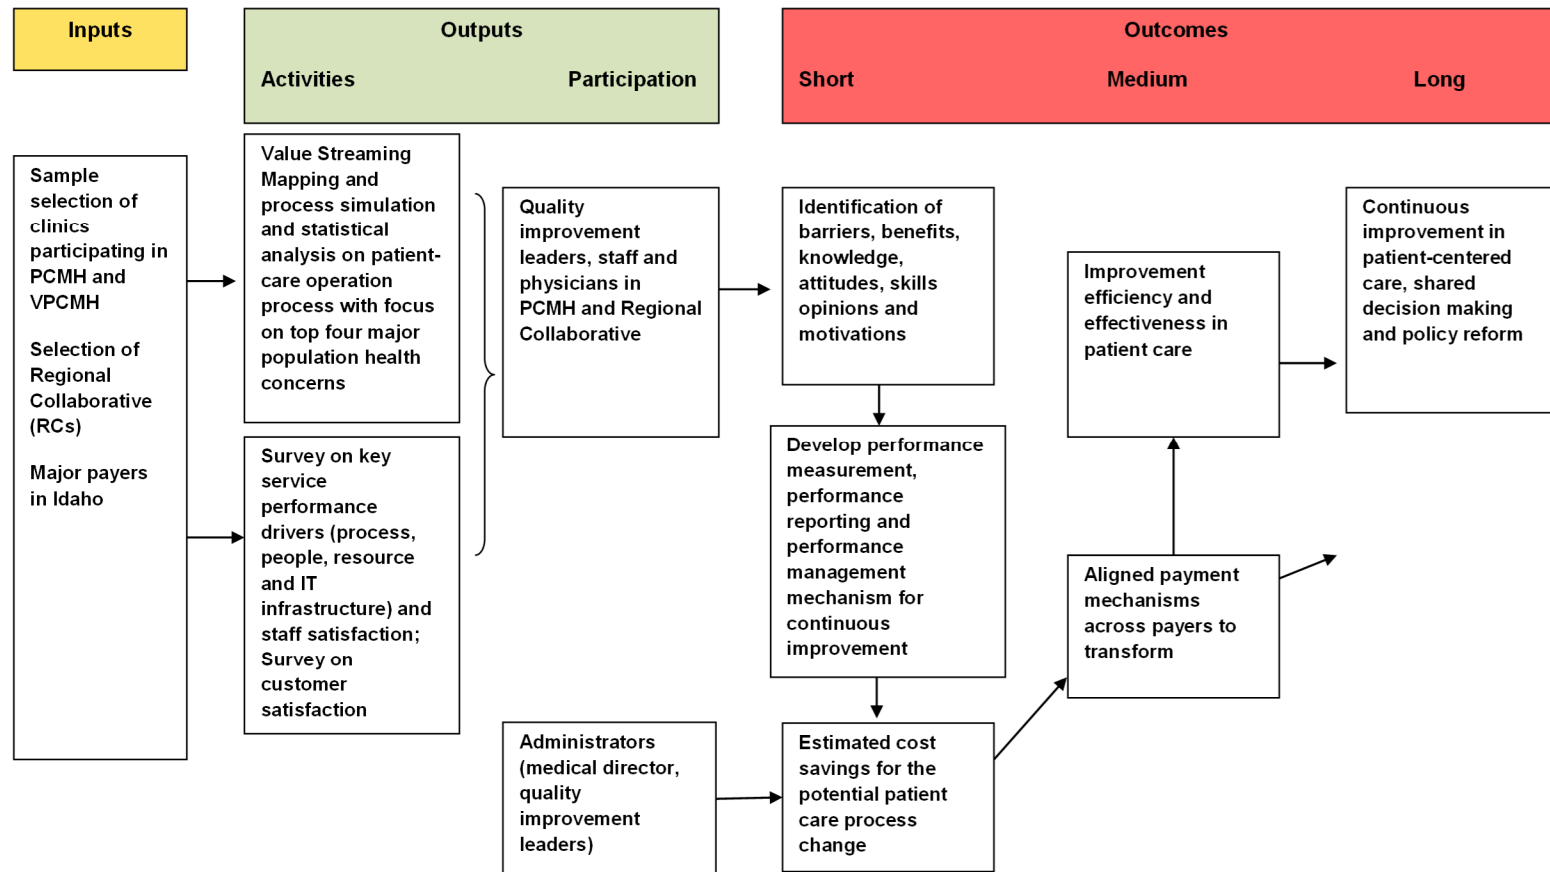 Inputs
Outputs
Activities
Participation
Outcomes
Short
Medium
Long
Sample
selection of
clinics
participating in
PCMH and
VPCMH
Selection of
Regional
Collaborative
(RCs)
Major payers
in Idaho
Value Streaming
Mapping and
process simulation
and statistical
analysis on patient-
care operation
process with focus
on top four major
population health
concerns
Survey on key
service
performance
drivers (process,
people, resource
and IT
infrastructure) and
staff satisfaction;
Survey on
customer
satisfaction
Quality
improvement
leaders, staff and
physicians in
PCMH and Regional
Collaborative
Administrators
(medical director,
quality
improvement
leaders)
Identification of
barriers, benefits,
knowledge,
attitudes, skills
opinions and
motivations
Develop performance
measurement,
performance
reporting and
performance
management
mechanism for
continuous
improvement
Estimated cost
savings for the
potential patient
care process
change
Improvement
efficiency and
effectiveness in
patient care
Aligned payment
mechanisms
across payers to
transform
Continuous
improvement in
patient-centered
care, shared
decision making
and policy reform